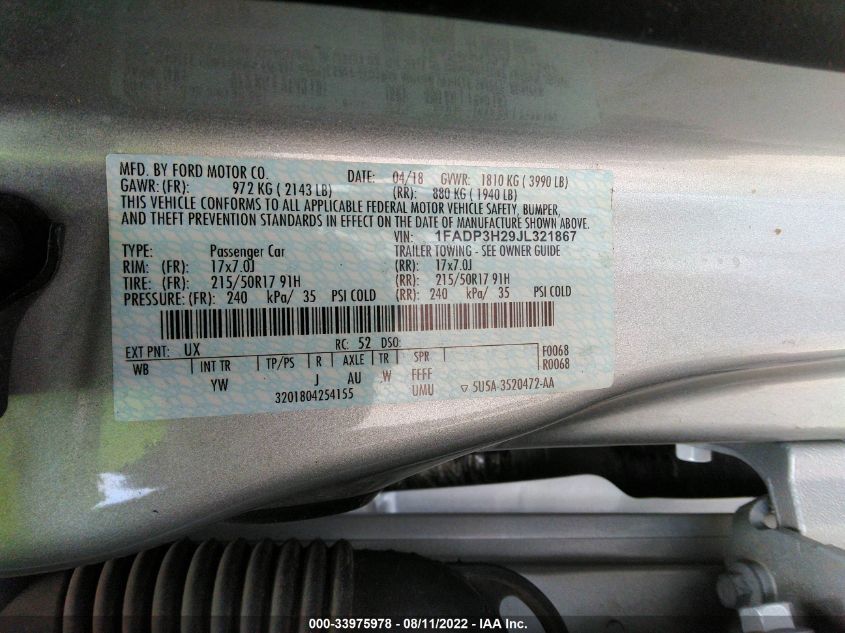 MFD. BY FORD MOTOR CO. DATE: 04/18 GVWR: 1810 KG ( 3990 LB)
GAWR: (FR): 972 KG ( 2143 LB) (RR): 880 KG ( 1940 LB)
THIS VEHICLE CONFORMS TO ALL APPLICABLE FEDERAL MOTOR VEHICLE SAFETY, BUMPER,
AND THEFT PREVENTION STANDARDS IN EFFECT ON THE DATE OF MANUFACTURE SHOWN ABOVE.
VIN: 1FADP3H29JL321867
TYPE: Passenger Car TRAILER TOWING - SEE OWNER GUIDE
RIM: (FR): 17x7.0J (RR): 17x7.0J
TIRE: (FR): 215/50R17 91H (RR): 215/50R17 91H
PRESSURE: (FR): 240 kPa/ 35 PSI COLD (RR): 240 kPa/ 35 PSI COLD
EXT PNT: UX RC: 52 DSO: F0068
WB INT TR TP/PS R AXLE TR SPR R0068
YW J AU W FFFF
3201804254155 UMU ▽ 5U5A-3520472-AA
000-33975978 - 08/11/2022 - IAA Inc.